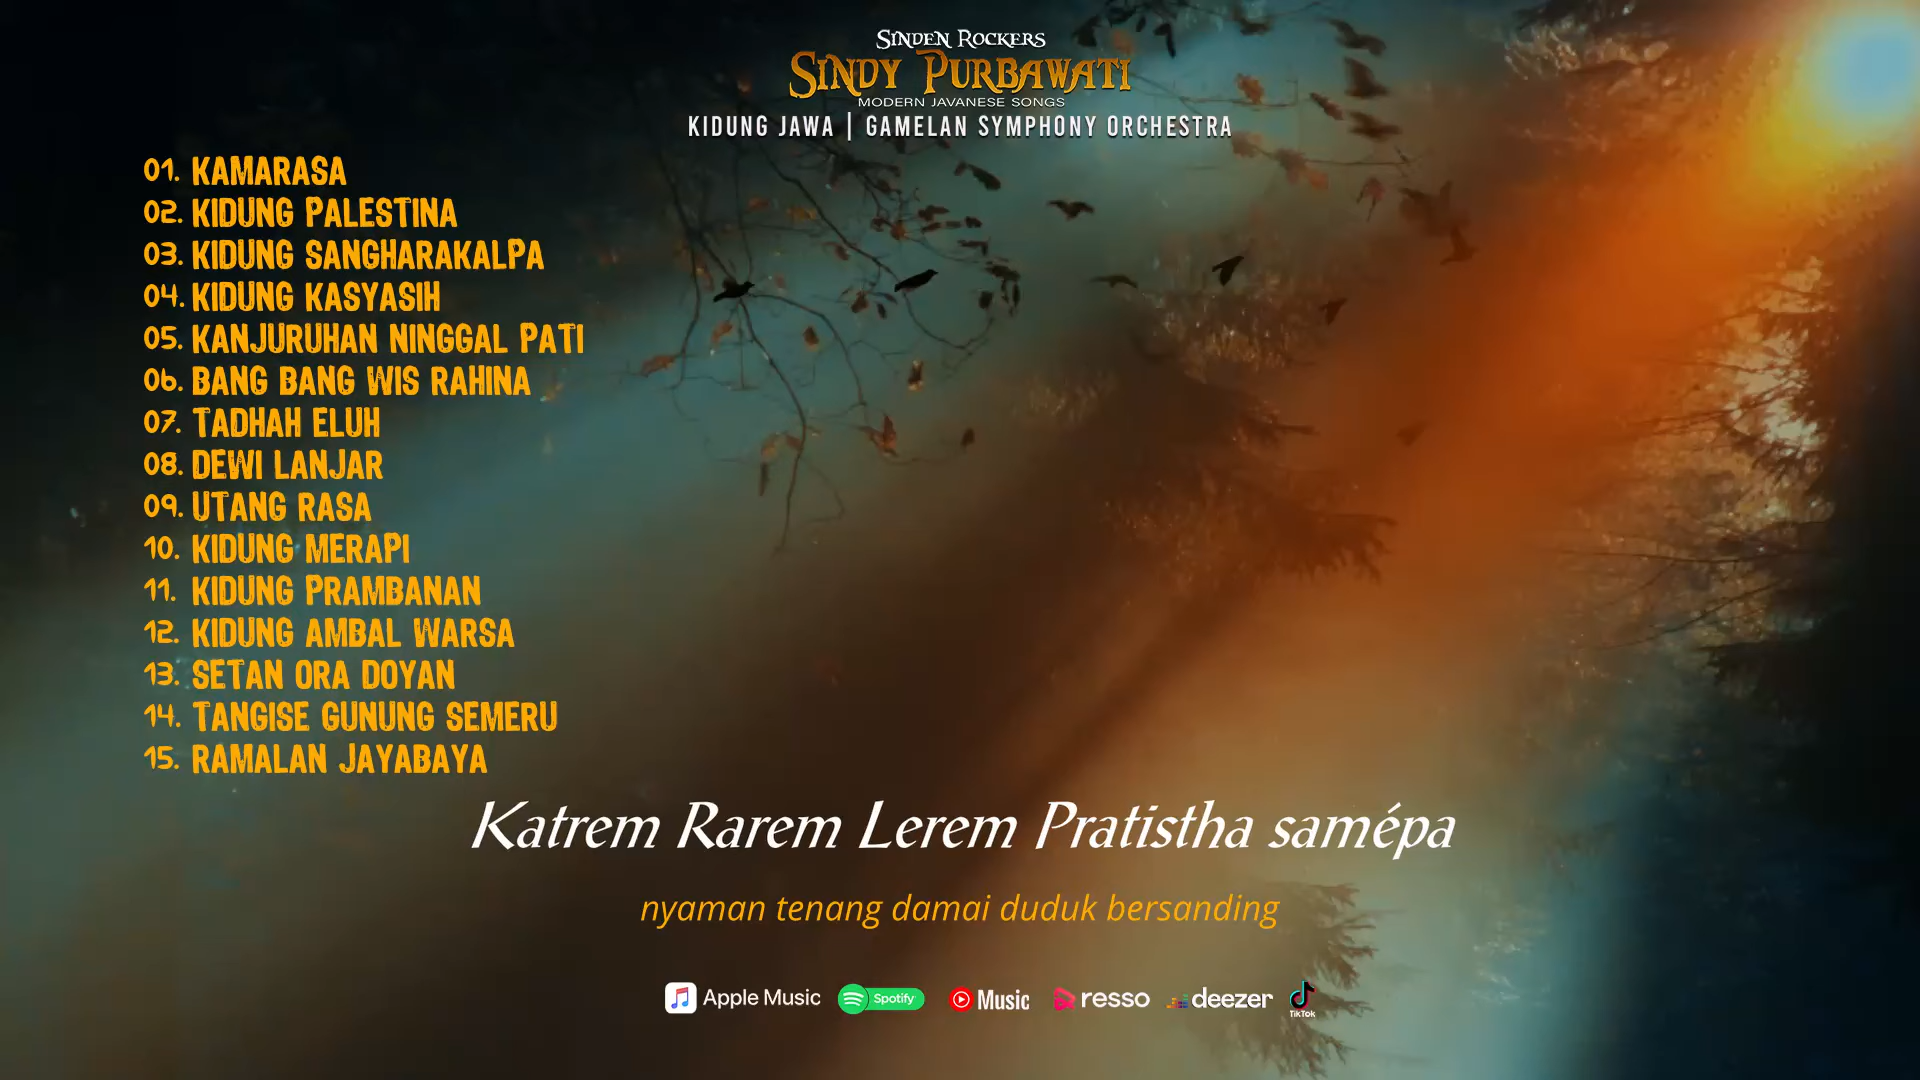 SINDEN ROCKERS
SINDY PURBAWATI
MODERN JAVANESE SONGS
KIDUNG JAWA | GAMELAN SYMPHONY ORCHESTRA
01. KAMARASA
02. KIDUNG PALESTINA
03. KIDUNG SANGHARAKALPA
04. KIDUNG KASYASIH
05. KANJURUHAN NINGGAL PATI
06. BANG BANG WIS RAHINA
07. TADHAH ELUH
08. DEWI LANJAR
09. UTANG RASA
10. KIDUNG MERAPI
11. KIDUNG PRAMBANAN
12. KIDUNG AMBAL WARSA
13. SETAN ORA DOYAN
14. TANGISE GUNUNG SEMERU
15. RAMALAN JAYABAYA
Katrem Rarem Lerem Pratistha samépa
nyaman tenang damai duduk bersanding
Apple Music Spotify Music resso deezer TikTok